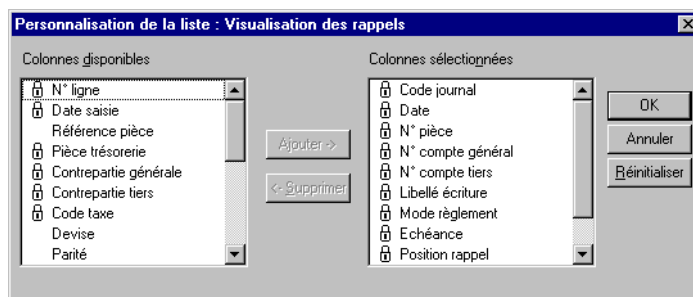 Personnalisation de la liste : Visualisation des rappels
Colonnes disponibles
N° ligne
Date saisie
Référence pièce
Pièce trésorerie
Contrepartie générale
Contrepartie tiers
Code taxe
Devise
Parité
Ajouter ->
<- Supprimer
Colonnes sélectionnées
Code journal
Date
N° pièce
N° compte général
N° compte tiers
Libellé écriture
Mode règlement
Echéance
Position rappel
OK
Annuler
Réinitialiser